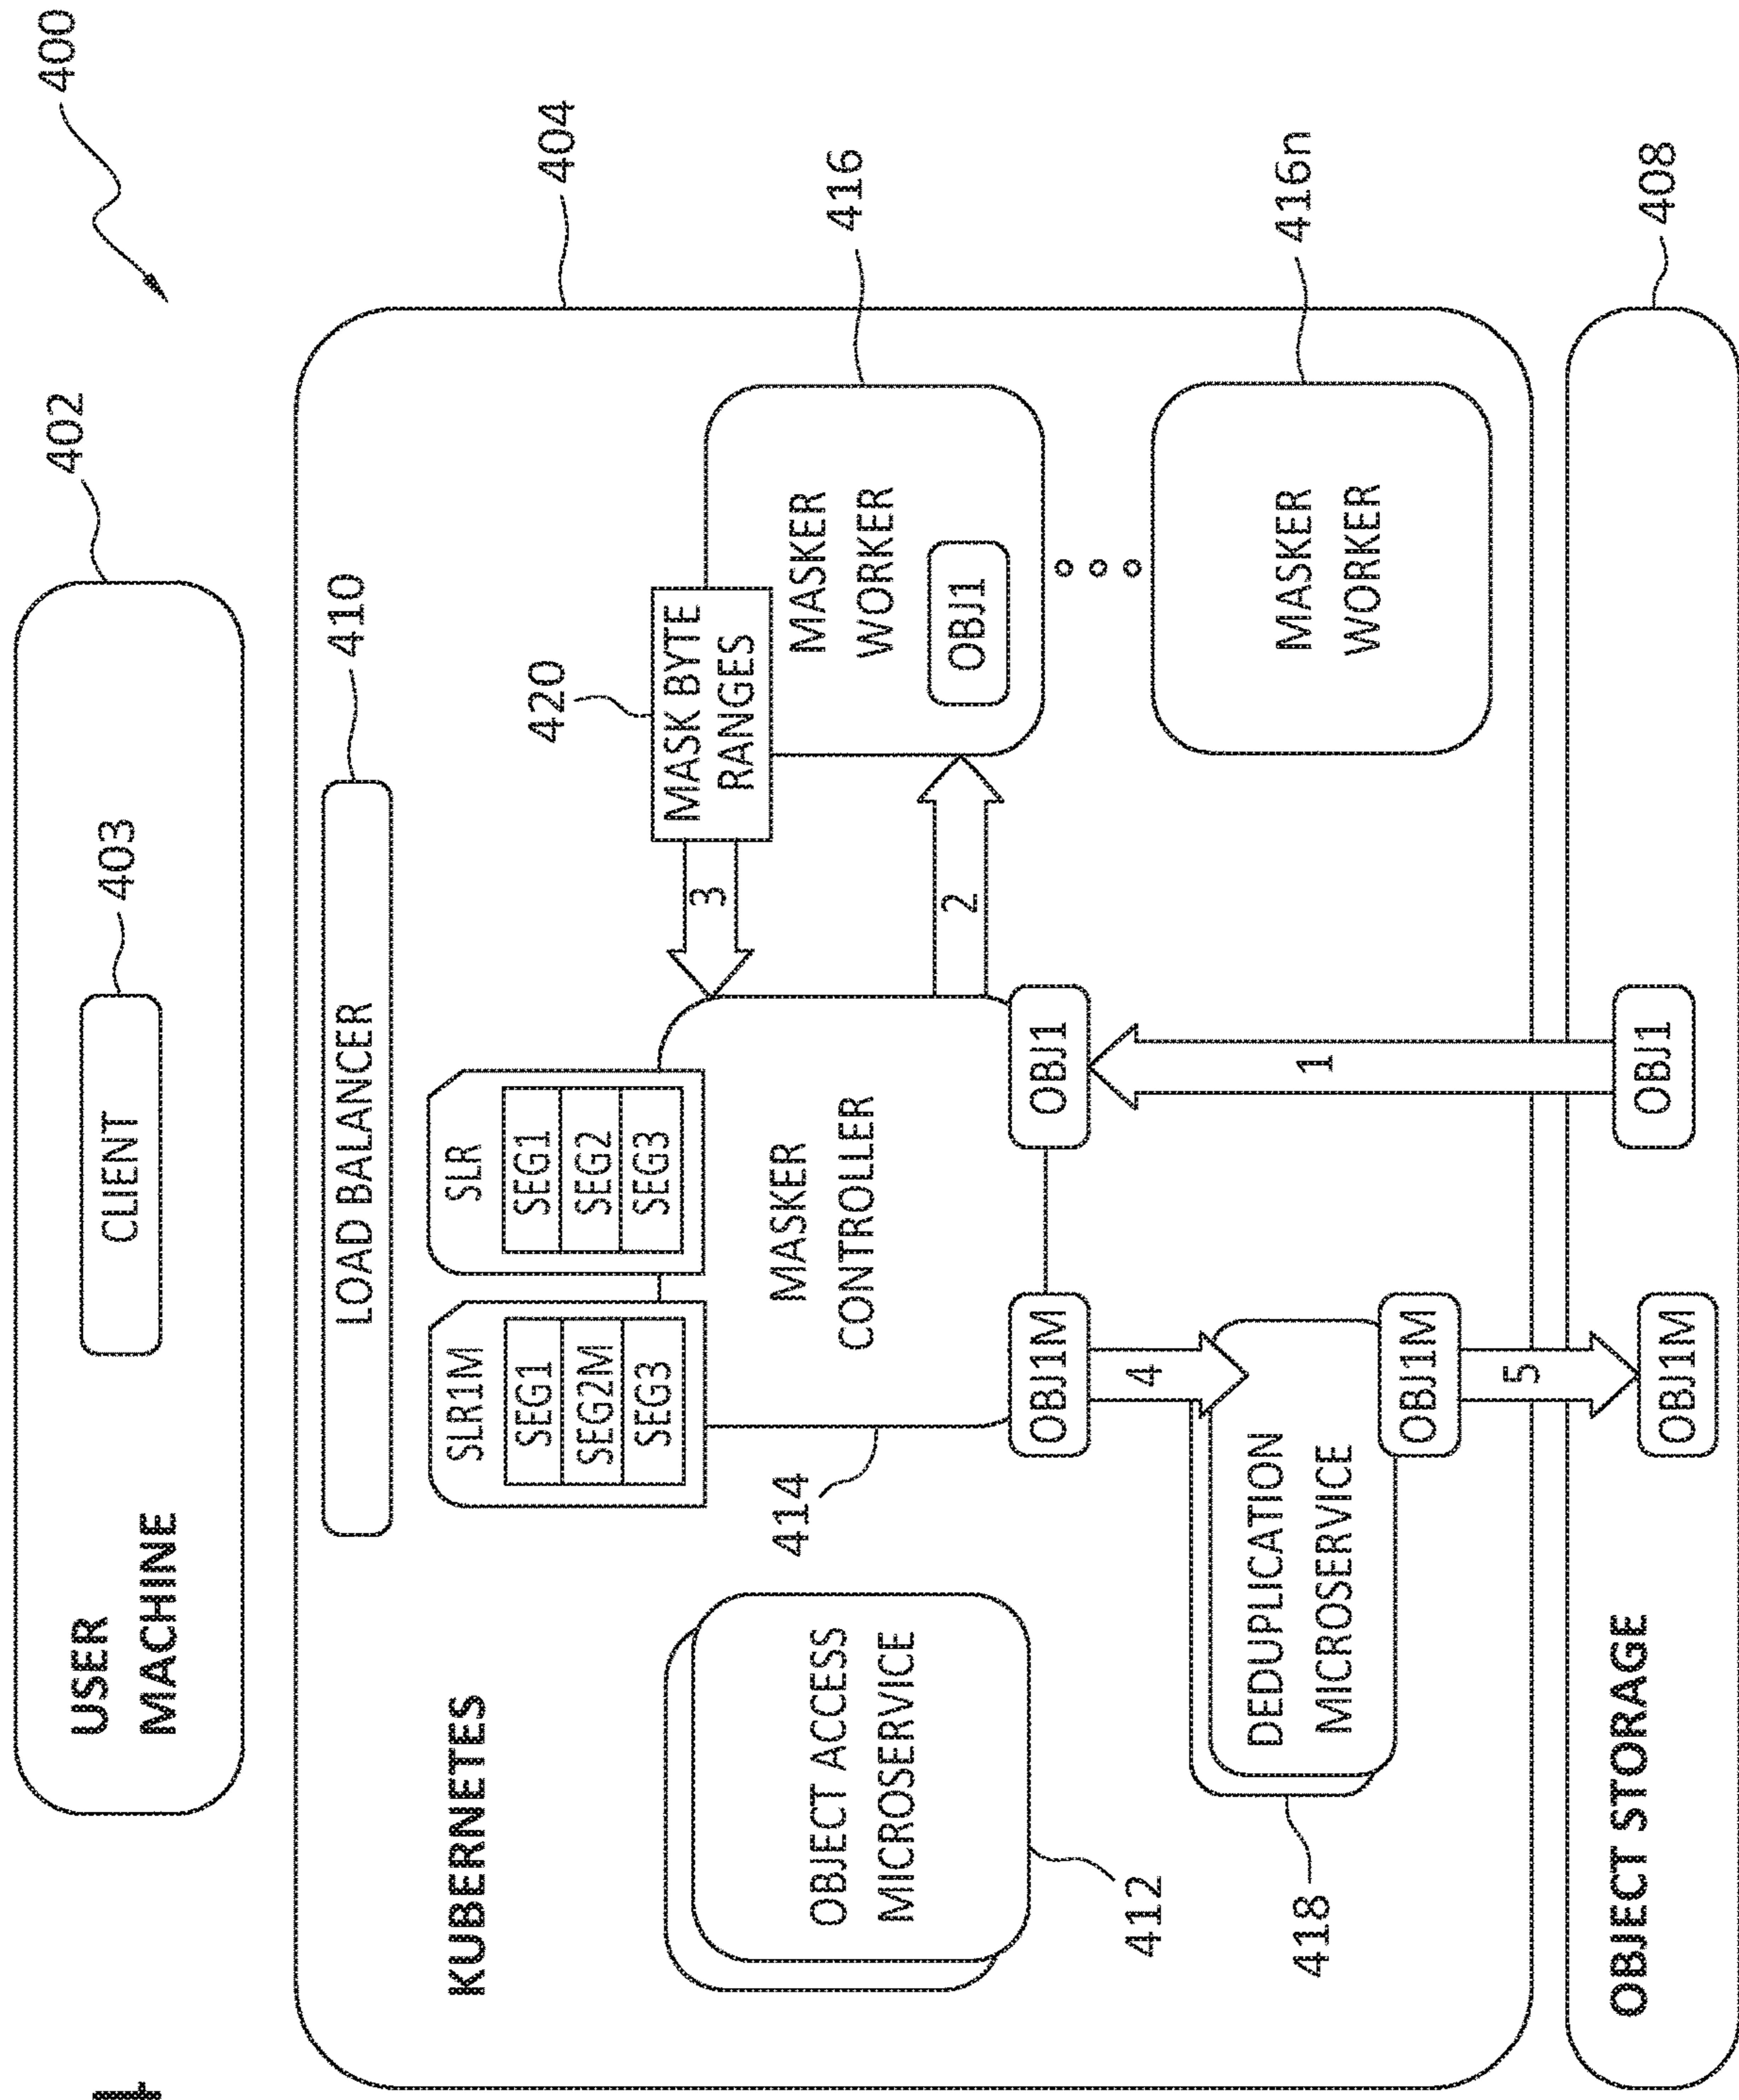 400
402
USER
MACHINE
CLIENT
403
404
KUBERNETES
LOAD BALANCER
410
SLR1M
SEG1
SEG2M
SEG3
SLR
SEG1
SEG2
SEG3
420
MASK BYTE
RANGES
3
416
MASKER
WORKER
OBJ1
MASKER
CONTROLLER
414
2
OBJECT ACCESS
MICROSERVICE
412
OBJ1M
OBJ1
4
1
416n
MASKER
WORKER
DEDUPLICATION
MICROSERVICE
418
OBJ1M
5
408
OBJECT STORAGE
OBJ1M
OBJ1